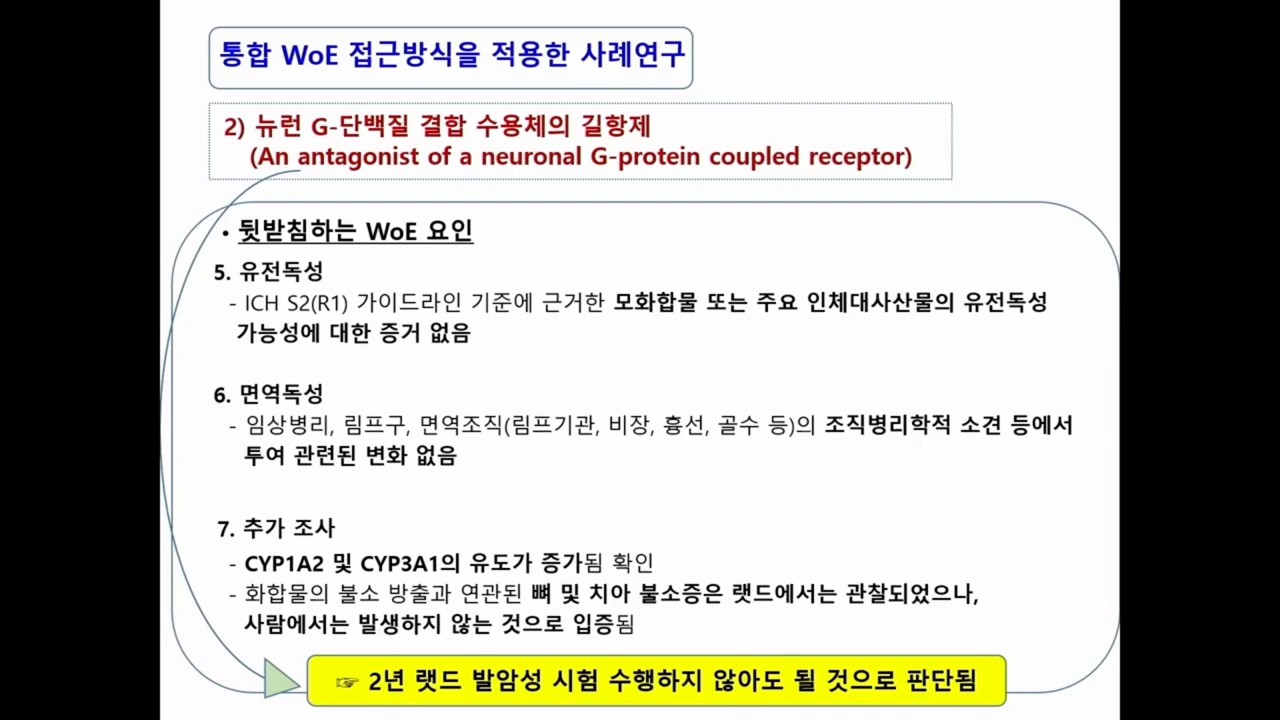 통합 WoE 접근방식을 적용한 사례연구
2) 뉴런 G-단백질 결합 수용체의 길항제
(An antagonist of a neuronal G-protein coupled receptor)
• 뒷받침하는 WoE 요인
5. 유전독성
- ICH S2(R1) 가이드라인 기준에 근거한 모화합물 또는 주요 인체대사산물의 유전독성
가능성에 대한 증거 없음
6. 면역독성
- 임상병리, 림프구, 면역조직(림프기관, 비장, 흉선, 골수 등)의 조직병리학적 소견 등에서
투여 관련된 변화 없음
7. 추가 조사
- CYP1A2 및 CYP3A1의 유도가 증가됨 확인
- 화합물의 불소 방출과 연관된 뼈 및 치아 불소증은 랫드에서는 관찰되었으나,
사람에서는 발생하지 않는 것으로 입증됨
☞ 2년 랫드 발암성 시험 수행하지 않아도 될 것으로 판단됨